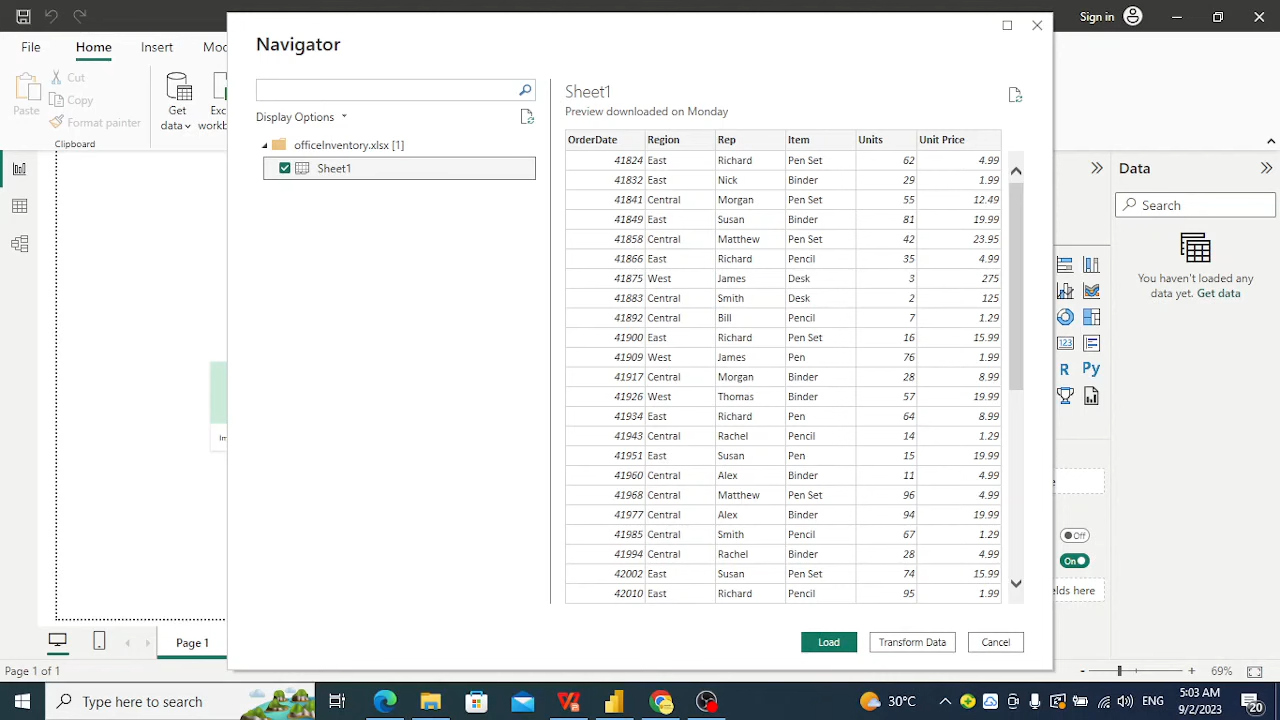 Sign in
File Home Insert Mo
Navigator
Paste
Cut
Copy
Format painter
Clipboard
Get data
Exc
workb
Display Options
officeInventory.xlsx [1]
Sheet1
Sheet1
Preview downloaded on Monday
OrderDate Region Rep Item Units Unit Price
41824 East Richard Pen Set 62 4.99
41832 East Nick Binder 29 1.99
41841 Central Morgan Pen Set 55 12.49
41849 East Susan Binder 81 19.99
41858 Central Matthew Pen Set 42 23.95
41866 East Richard Pencil 35 4.99
41875 West James Desk 3 275
41883 Central Smith Desk 2 125
41892 Central Bill Pencil 7 1.29
41900 East Richard Pen Set 16 15.99
41909 West James Pen 76 1.99
41917 Central Morgan Binder 28 8.99
41926 West Thomas Binder 57 19.99
41934 East Richard Pen 64 8.99
41943 Central Rachel Pencil 14 1.29
41951 East Susan Pen 15 19.99
41960 Central Alex Binder 11 4.99
41968 Central Matthew Pen Set 96 4.99
41977 Central Alex Binder 94 19.99
41985 Central Smith Pencil 67 1.29
41994 Central Rachel Binder 28 4.99
42002 East Susan Pen Set 74 15.99
42010 East Richard Pencil 95 1.99
Load Transform Data Cancel
Data
Search
You haven't loaded any
data yet. Get data
123
R Py
Off
On
elds here
Im
Page 1
Page 1 of 1
69%
Type here to search
30°C
ENG
5:03 AM
9/2/2023
20